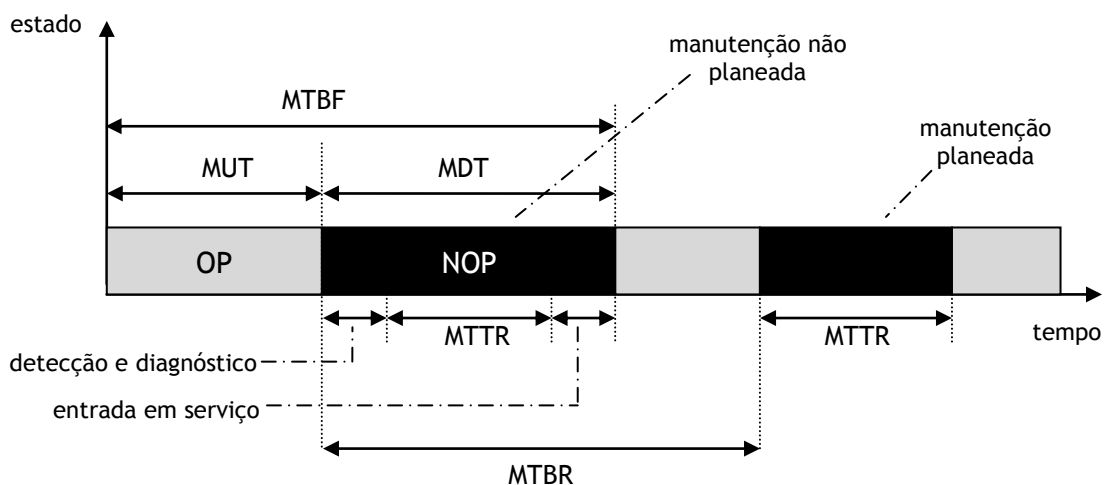 estado
manutenção não
planeada
MTBF
manutenção
planeada
MUT
MDT
OP
NOP
MTTR
MTTR
tempo
detecção e diagnóstico
entrada em serviço
MTBR